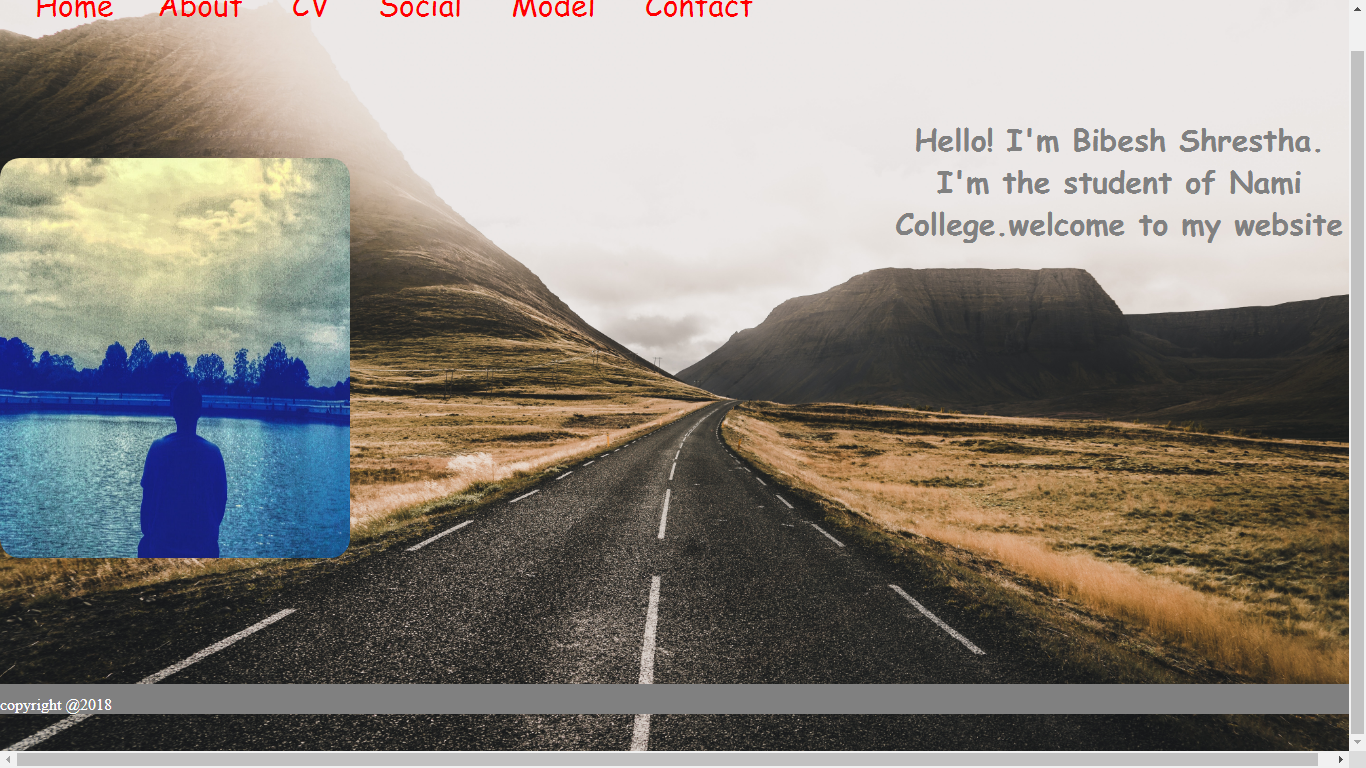 Home About CV Social Model Contact
Hello! I'm Bibesh Shrestha.
I'm the student of Nami
College.welcome to my website
copyright @2018